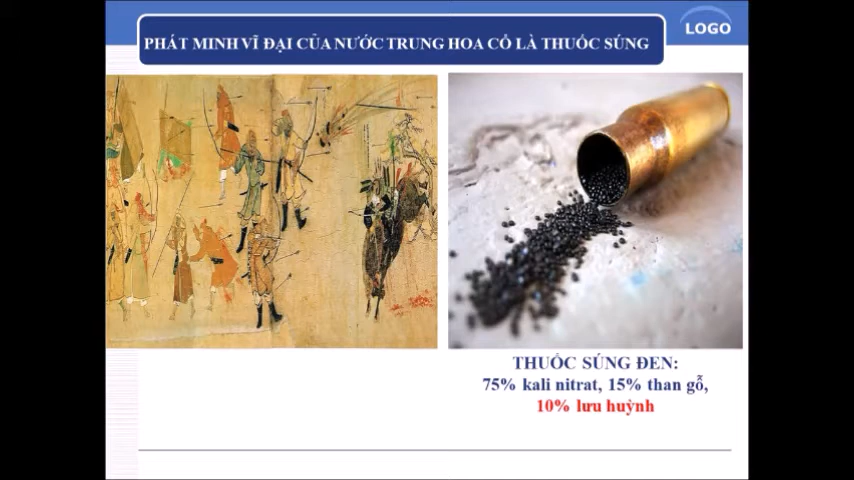 LOGO
PHÁT MINH VĨ ĐẠI CỦA NƯỚC TRUNG HOA CỔ LÀ THUỐC SÚNG
THUỐC SÚNG ĐEN:
75% kali nitrat, 15% than gỗ,
10% lưu huỳnh